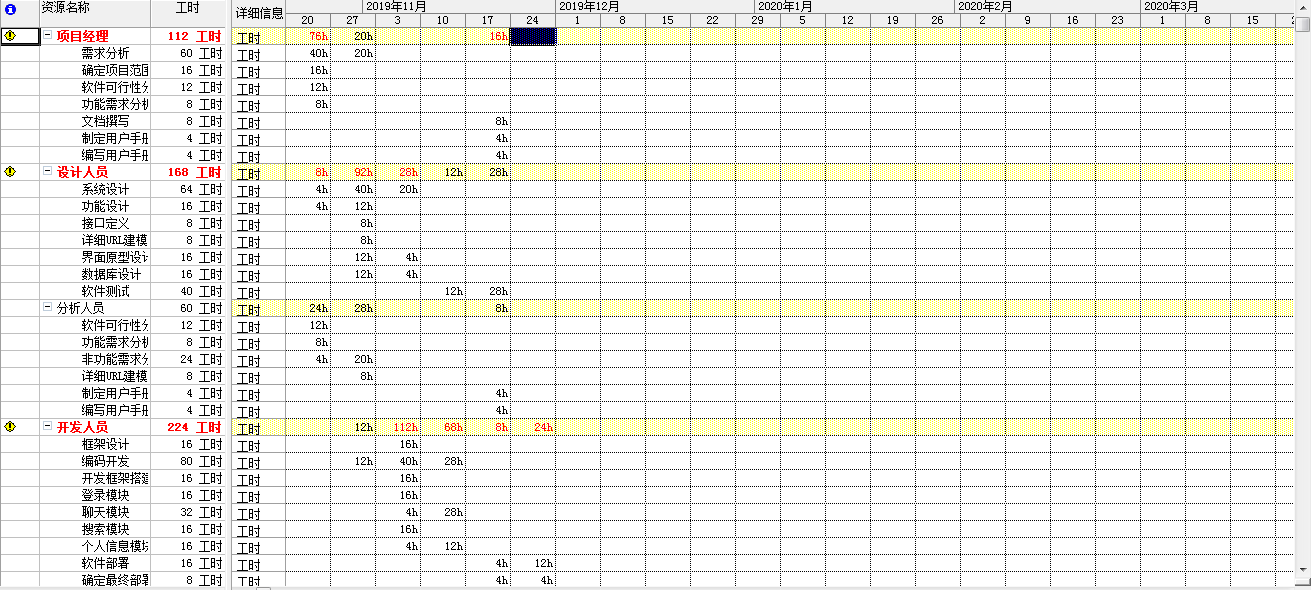 资源名称 工时 详细信息 2019年11月 2019年12月 2020年1月 2020年2月 2020年3月
20 27 3 10 17 24 1 8 15 22 29 5 12 19 26 2 9 16 23 1 8 15
项目经理 112 工时 工时 76h 20h 16h
需求分析 60 工时 工时 40h 20h
确定项目范围 16 工时 工时 16h
软件可行性分 12 工时 工时 12h
功能需求分析 8 工时 工时 8h
文档撰写 8 工时 工时 8h
制定用户手册 4 工时 工时 4h
编写用户手册 4 工时 工时 4h
设计人员 168 工时 工时 8h 92h 28h 12h 28h
系统设计 64 工时 工时 4h 40h 20h
功能设计 16 工时 工时 4h 12h
接口定义 8 工时 工时 8h
详细URL建模 8 工时 工时 8h
界面原型设计 16 工时 工时 12h 4h
数据库设计 16 工时 工时 12h 4h
软件测试 40 工时 工时 12h 28h
分析人员 60 工时 工时 24h 28h 8h
软件可行性分 12 工时 工时 12h
功能需求分析 8 工时 工时 8h
非功能需求分 24 工时 工时 4h 20h
详细URL建模 8 工时 工时 8h
制定用户手册 4 工时 工时 4h
编写用户手册 4 工时 工时 4h
开发人员 224 工时 工时 12h 112h 68h 8h 24h
框架设计 16 工时 工时 16h
编码开发 80 工时 工时 12h 40h 28h
开发框架搭建 16 工时 工时 16h
登录模块 16 工时 工时 16h
聊天模块 32 工时 工时 4h 28h
搜索模块 16 工时 工时 16h
个人信息模块 16 工时 工时 4h 12h
软件部署 16 工时 工时 4h 12h
确定最终部署 8 工时 工时 4h 4h